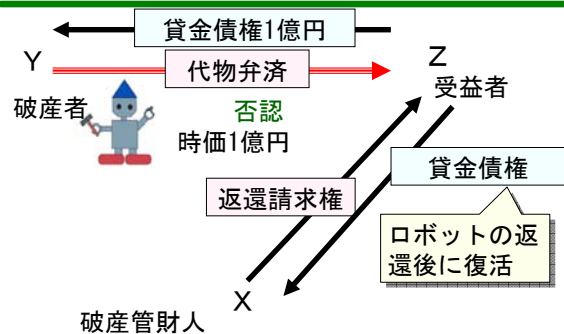 貸金債権1億円
Y
代物弁済
Z
破産者
受益者
否認
時価1億円
貸金債権
返還請求権
ロボットの返
還後に復活
X
破産管財人